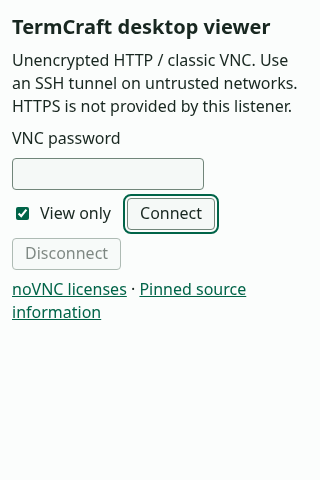 TermCraft desktop viewer
Unencrypted HTTP / classic VNC. Use
an SSH tunnel on untrusted networks.
HTTPS is not provided by this listener.
VNC password
View only
Connect
Disconnect
noVNC licenses · Pinned source
information